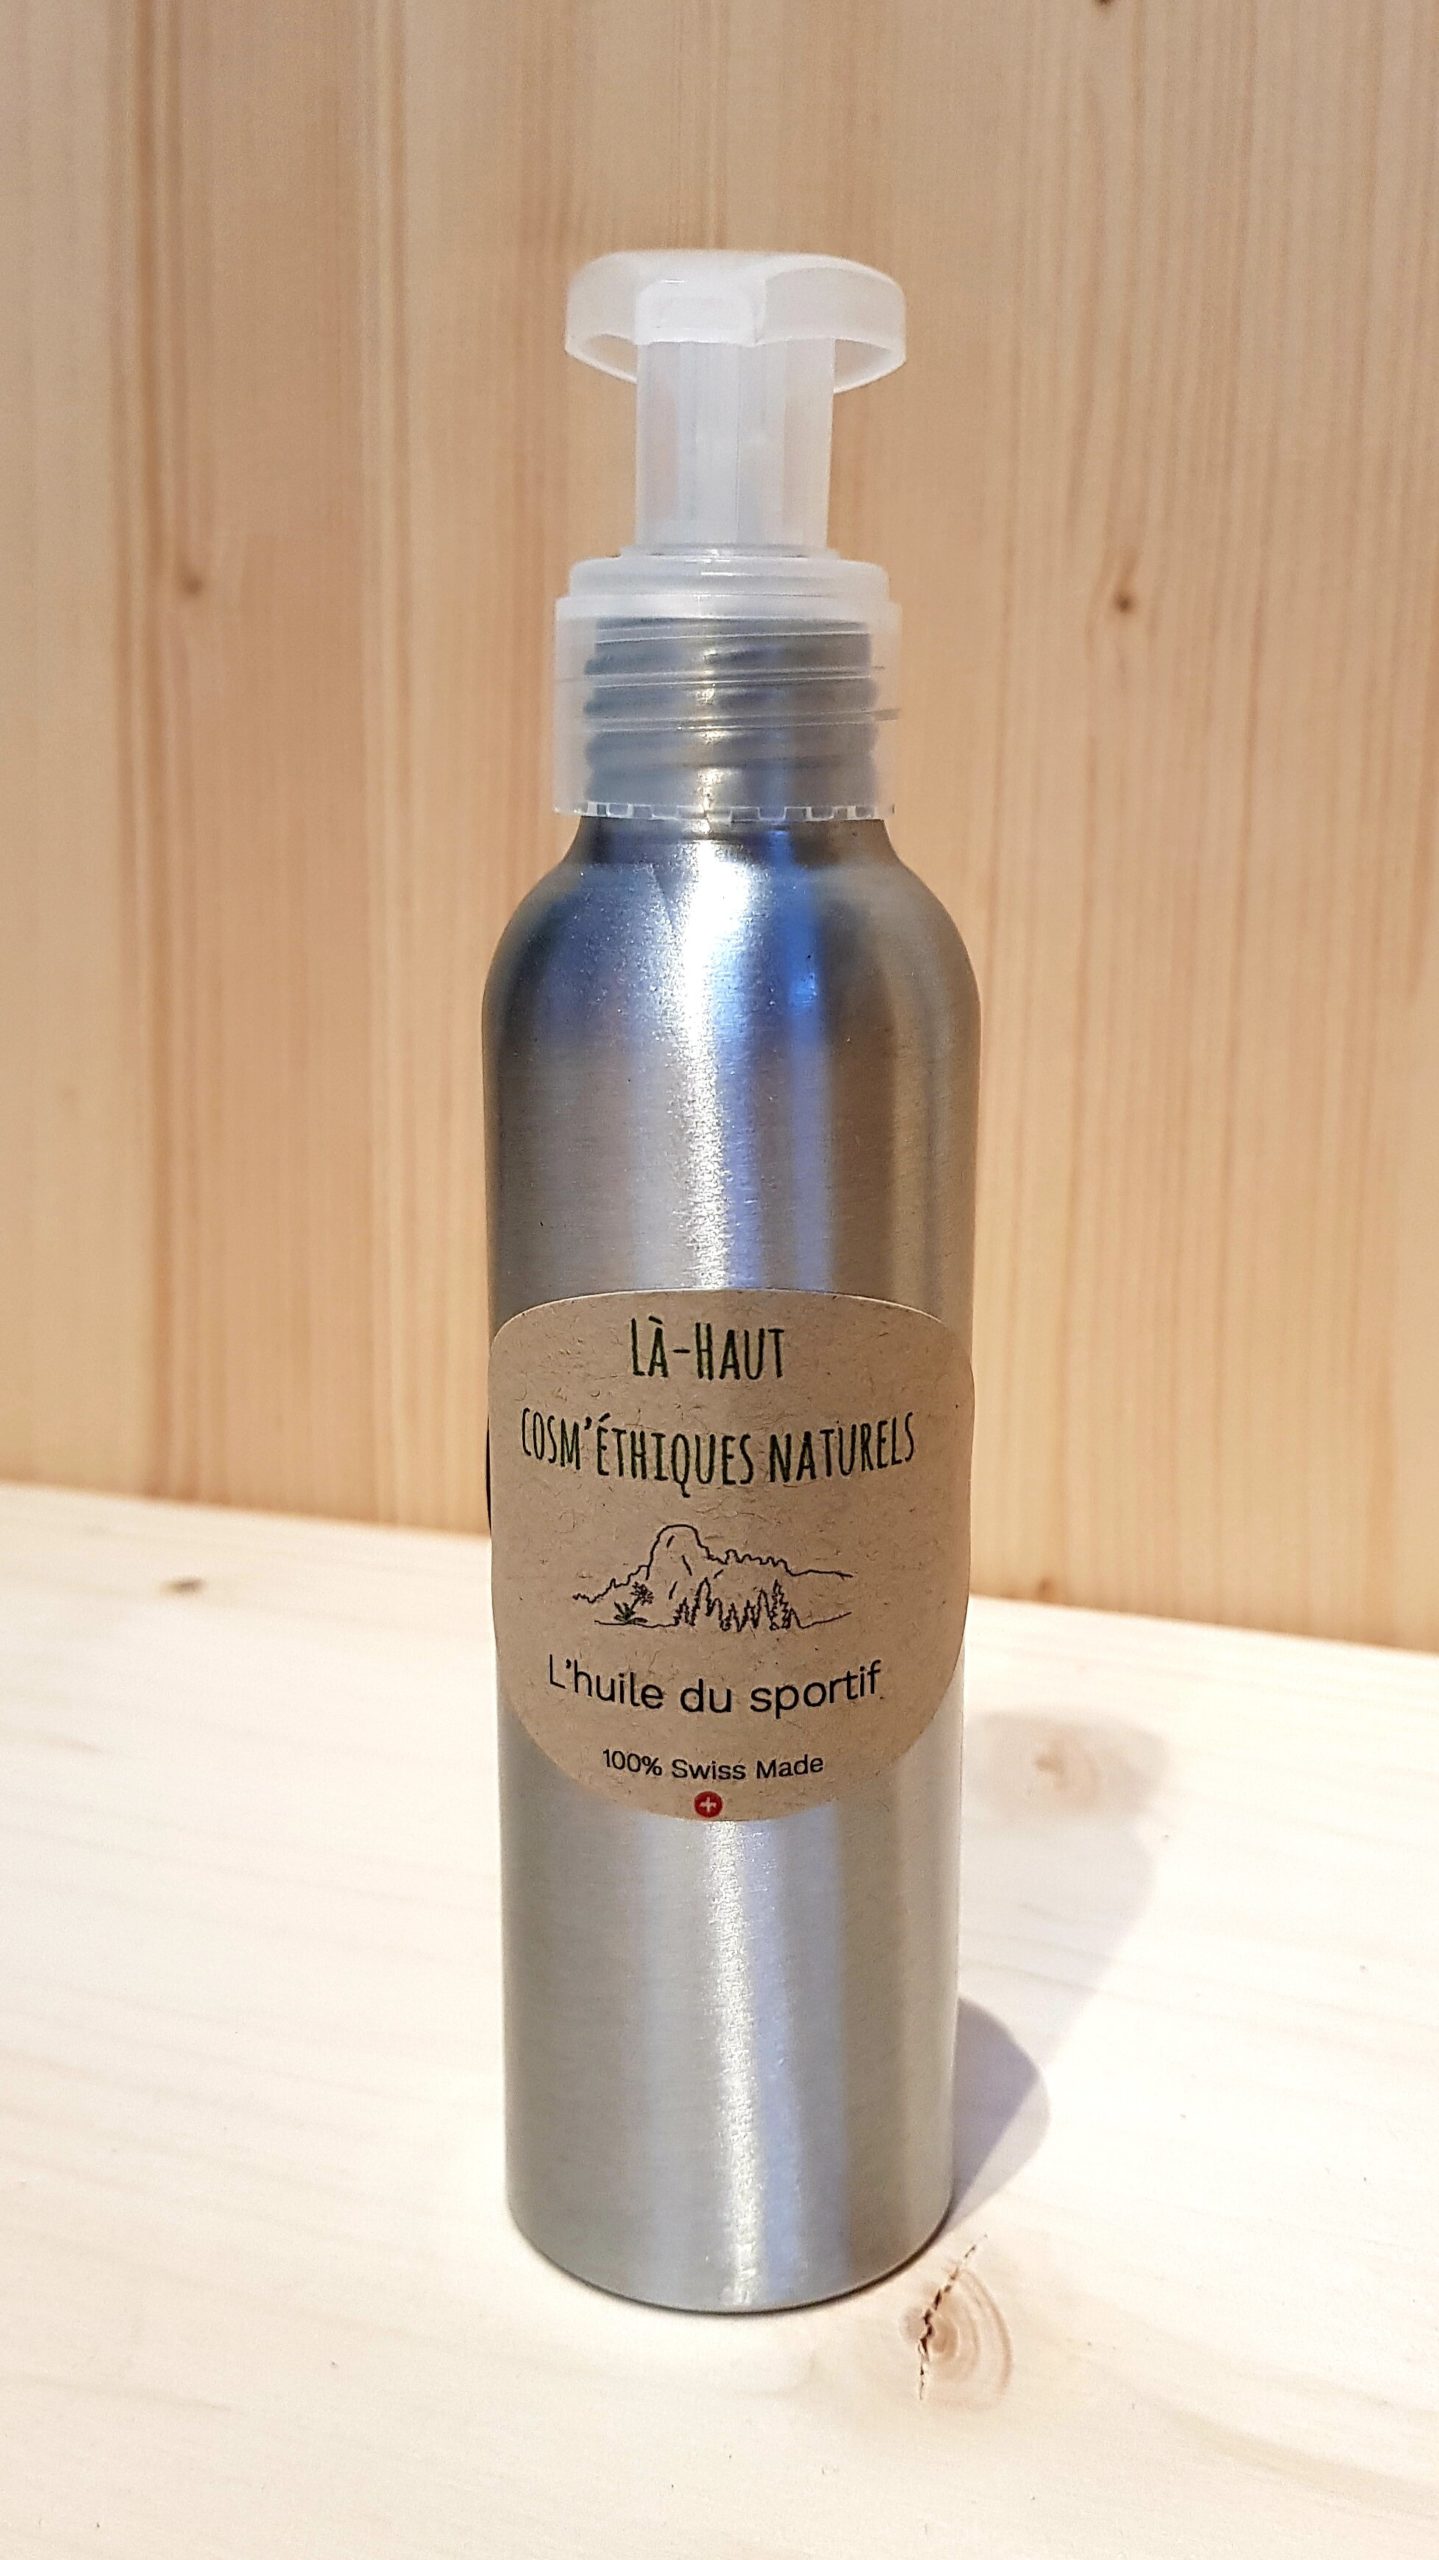 Là-Haut
cosm'éthiques naturels
L'huile du sportif
100% Swiss Made